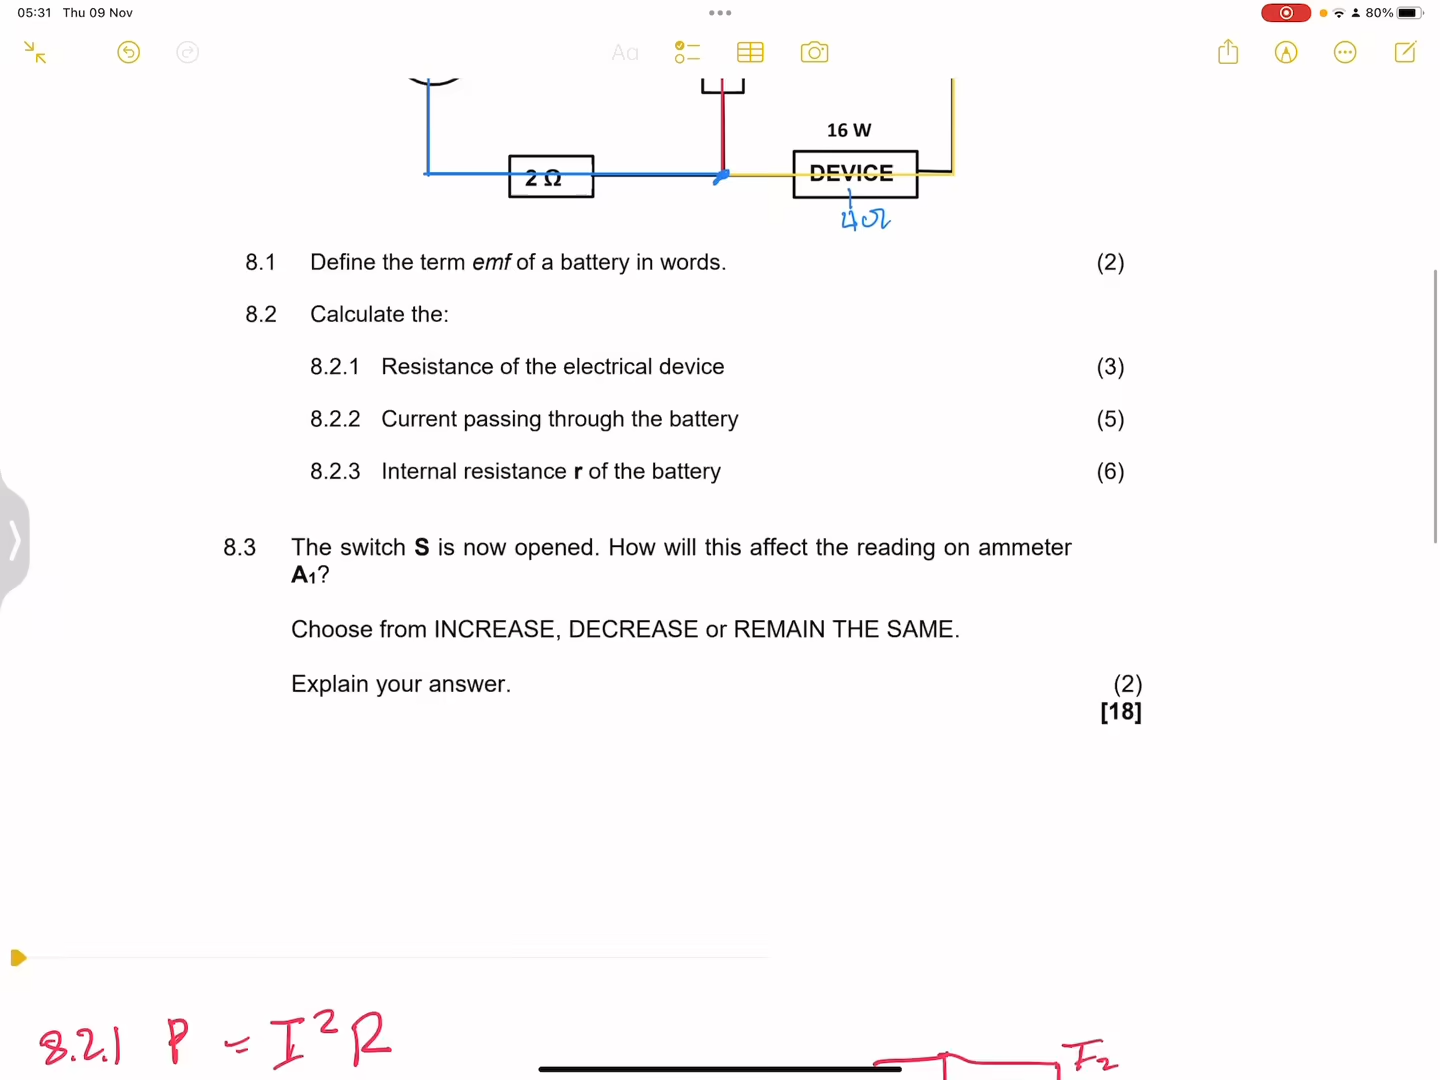 05:31 Thu 09 Nov
80%
Aa
16 W
2 Ω
DEVICE
4Ω
8.1 Define the term emf of a battery in words. (2)
8.2 Calculate the:
8.2.1 Resistance of the electrical device (3)
8.2.2 Current passing through the battery (5)
8.2.3 Internal resistance r of the battery (6)
8.3 The switch S is now opened. How will this affect the reading on ammeter
A₁?
Choose from INCREASE, DECREASE or REMAIN THE SAME.
Explain your answer. (2)
[18]
8.2.1 P = I²R
I₂